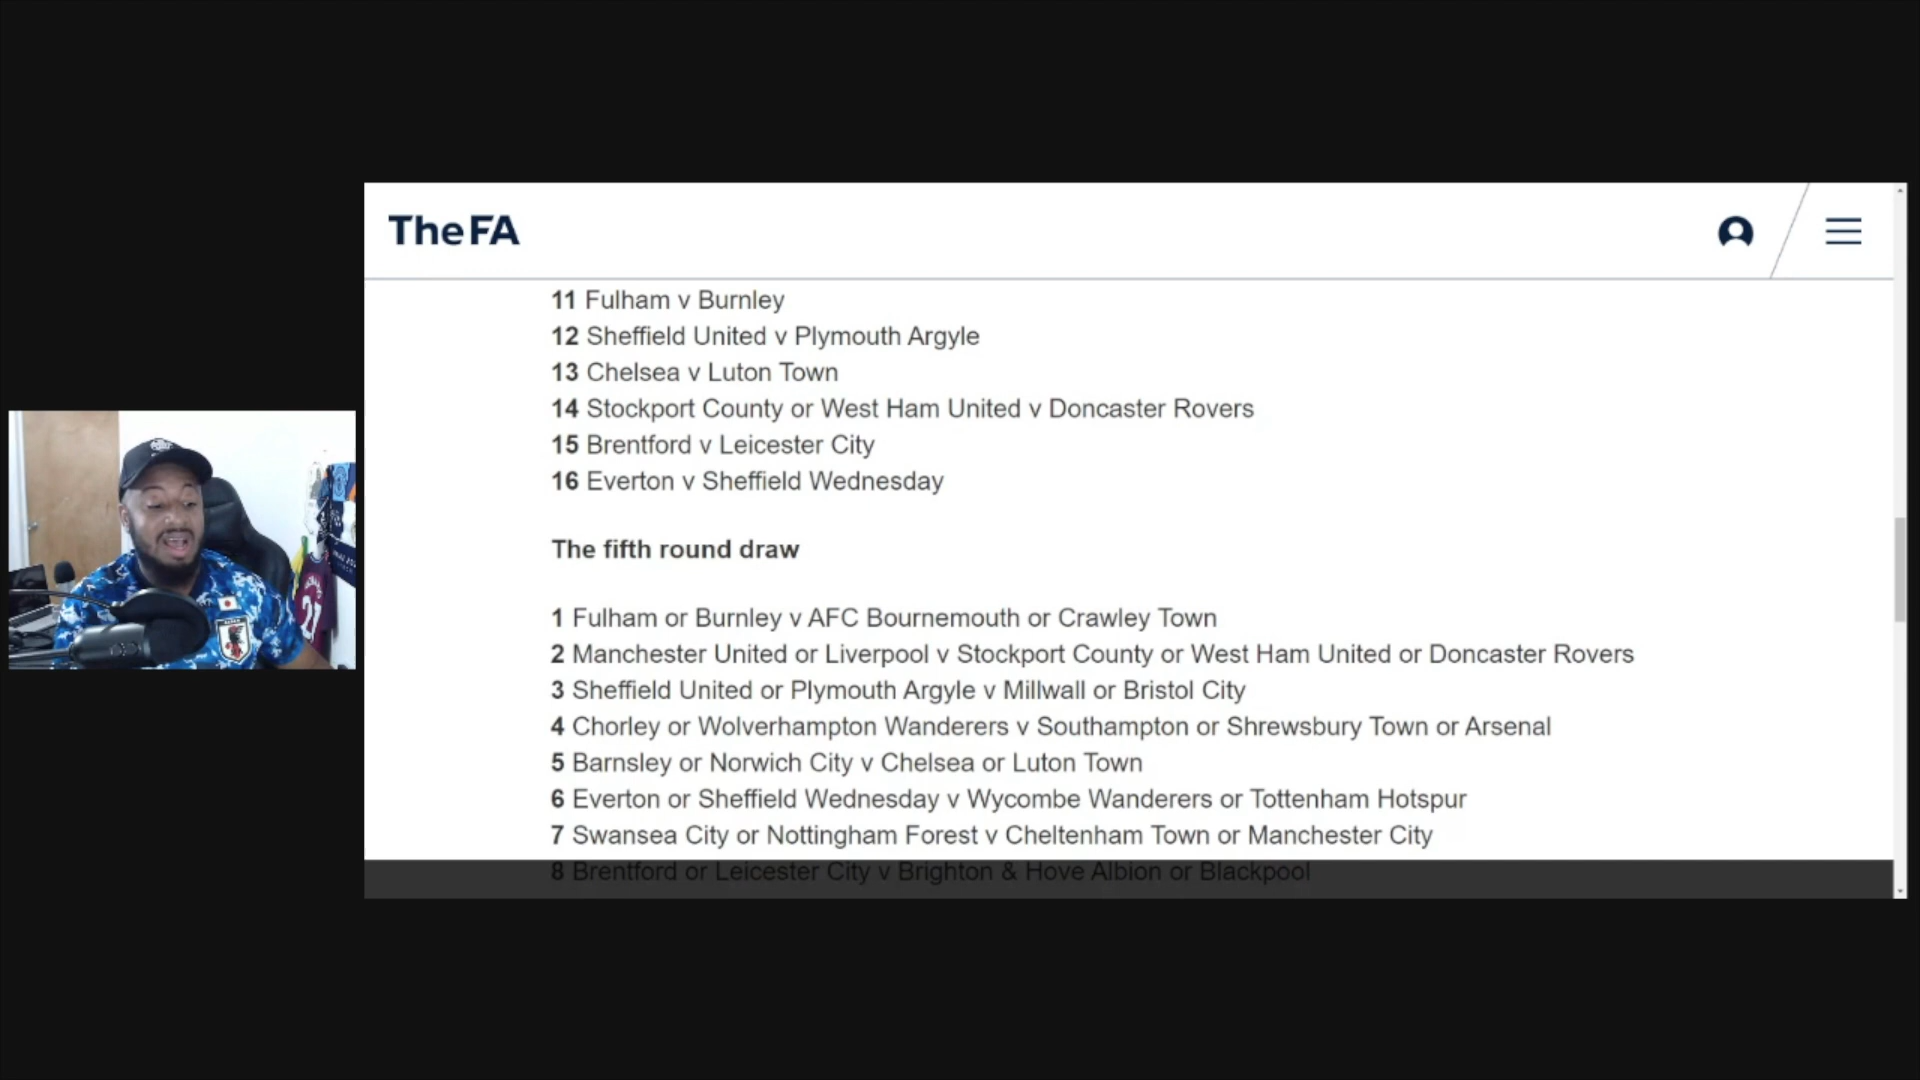 TheFA
11 Fulham v Burnley
12 Sheffield United v Plymouth Argyle
13 Chelsea v Luton Town
14 Stockport County or West Ham United v Doncaster Rovers
15 Brentford v Leicester City
16 Everton v Sheffield Wednesday
The fifth round draw
1 Fulham or Burnley v AFC Bournemouth or Crawley Town
2 Manchester United or Liverpool v Stockport County or West Ham United or Doncaster Rovers
3 Sheffield United or Plymouth Argyle v Millwall or Bristol City
4 Chorley or Wolverhampton Wanderers v Southampton or Shrewsbury Town or Arsenal
5 Barnsley or Norwich City v Chelsea or Luton Town
6 Everton or Sheffield Wednesday v Wycombe Wanderers or Tottenham Hotspur
7 Swansea City or Nottingham Forest v Cheltenham Town or Manchester City
8 Brentford or Leicester City v Brighton & Hove Albion or Blackpool
21